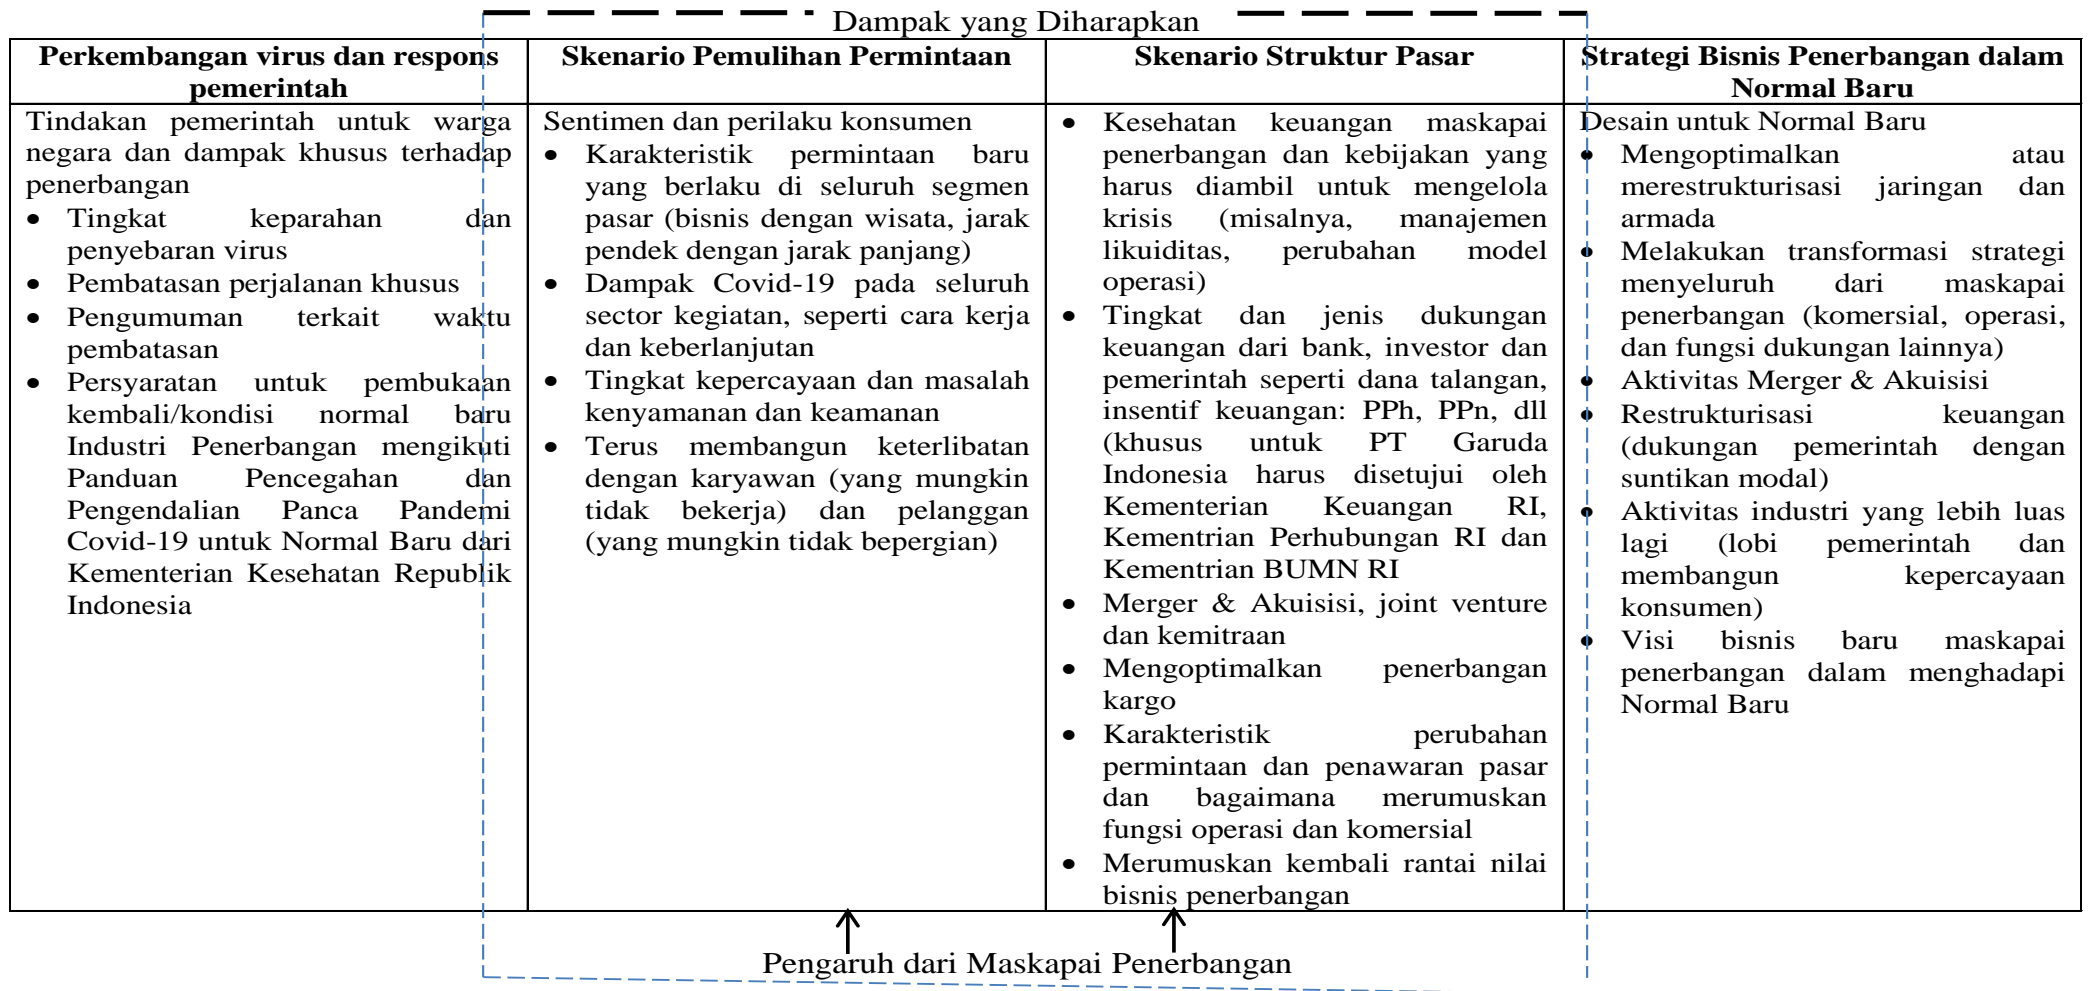 Dampak yang Diharapkan
Perkembangan virus dan respons
pemerintah
Skenario Pemulihan Permintaan
Skenario Struktur Pasar
Strategi Bisnis Penerbangan dalam
Normal Baru
Tindakan pemerintah untuk warga
negara dan dampak khusus terhadap
penerbangan
• Tingkat keparahan dan
penyebaran virus
• Pembatasan perjalanan khusus
• Pengumuman terkait waktu
pembatasan
• Persyaratan untuk pembukaan
kembali/kondisi normal baru
Industri Penerbangan mengikuti
Panduan Pencegahan dan
Pengendalian Panca Pandemi
Covid-19 untuk Normal Baru dari
Kementerian Kesehatan Republik
Indonesia
Sentimen dan perilaku konsumen
• Karakteristik permintaan baru
yang berlaku di seluruh segmen
pasar (bisnis dengan wisata, jarak
pendek dengan jarak panjang)
• Dampak Covid-19 pada seluruh
sector kegiatan, seperti cara kerja
dan keberlanjutan
• Tingkat kepercayaan dan masalah
kenyamanan dan keamanan
• Terus membangun keterlibatan
dengan karyawan (yang mungkin
tidak bekerja) dan pelanggan
(yang mungkin tidak bepergian)
• Kesehatan keuangan maskapai
penerbangan dan kebijakan yang
harus diambil untuk mengelola
krisis (misalnya, manajemen
likuiditas, perubahan model
operasi)
• Tingkat dan jenis dukungan
keuangan dari bank, investor dan
pemerintah seperti dana talangan,
insentif keuangan: PPh, PPn, dll
(khusus untuk PT Garuda
Indonesia harus disetujui oleh
Kementerian Keuangan RI,
Kementrian Perhubungan RI dan
Kementrian BUMN RI
• Merger & Akuisisi, joint venture
dan kemitraan
• Mengoptimalkan penerbangan
kargo
• Karakteristik perubahan
permintaan dan penawaran pasar
dan bagaimana merumuskan
fungsi operasi dan komersial
• Merumuskan kembali rantai nilai
bisnis penerbangan
Desain untuk Normal Baru
• Mengoptimalkan atau
merestrukturisasi jaringan dan
armada
• Melakukan transformasi strategi
menyeluruh dari maskapai
penerbangan (komersial, operasi,
dan fungsi dukungan lainnya)
• Aktivitas Merger & Akuisisi
• Restrukturisasi keuangan
(dukungan pemerintah dengan
suntikan modal)
• Aktivitas industri yang lebih luas
lagi (lobi pemerintah dan
membangun kepercayaan
konsumen)
• Visi bisnis baru maskapai
penerbangan dalam menghadapi
Normal Baru
Pengaruh dari Maskapai Penerbangan